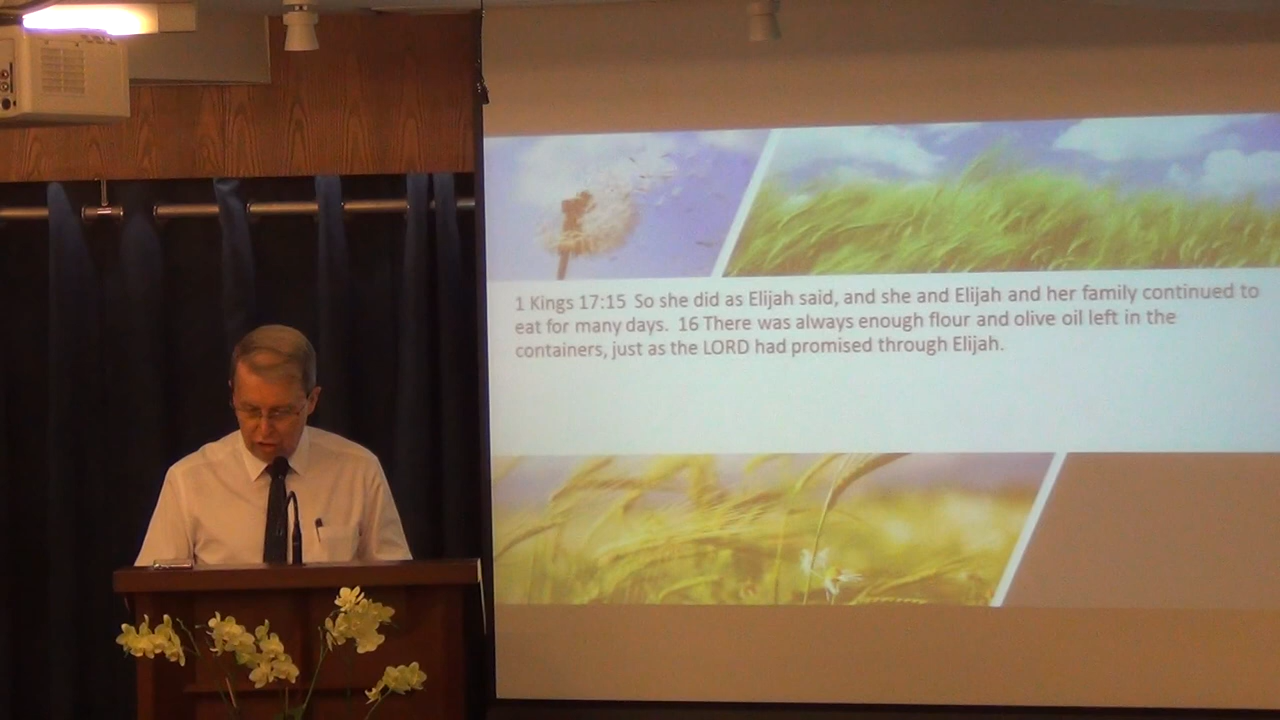 1 Kings 17:15 So she did as Elijah said, and she and Elijah and her family continued to
eat for many days. 16 There was always enough flour and olive oil left in the
containers, just as the LORD had promised through Elijah.